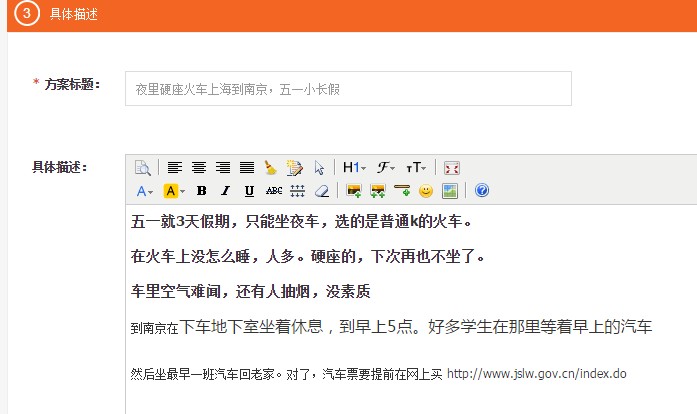 3 具体描述
* 方案标题：
夜里硬座火车上海到南京，五一小长假
具体描述：
H1 F TT
A A B I U ABC
五一就3天假期，只能坐夜车，选的是普通k的火车。
在火车上没怎么睡，人多。硬座的，下次再也不坐了。
车里空气难闻，还有人抽烟，没素质
到南京在下车地下室坐着休息，到早上5点。好多学生在那里等着早上的汽车
然后坐最早一班汽车回老家。对了，汽车票要提前在网上买 http://www.jslw.gov.cn/index.do